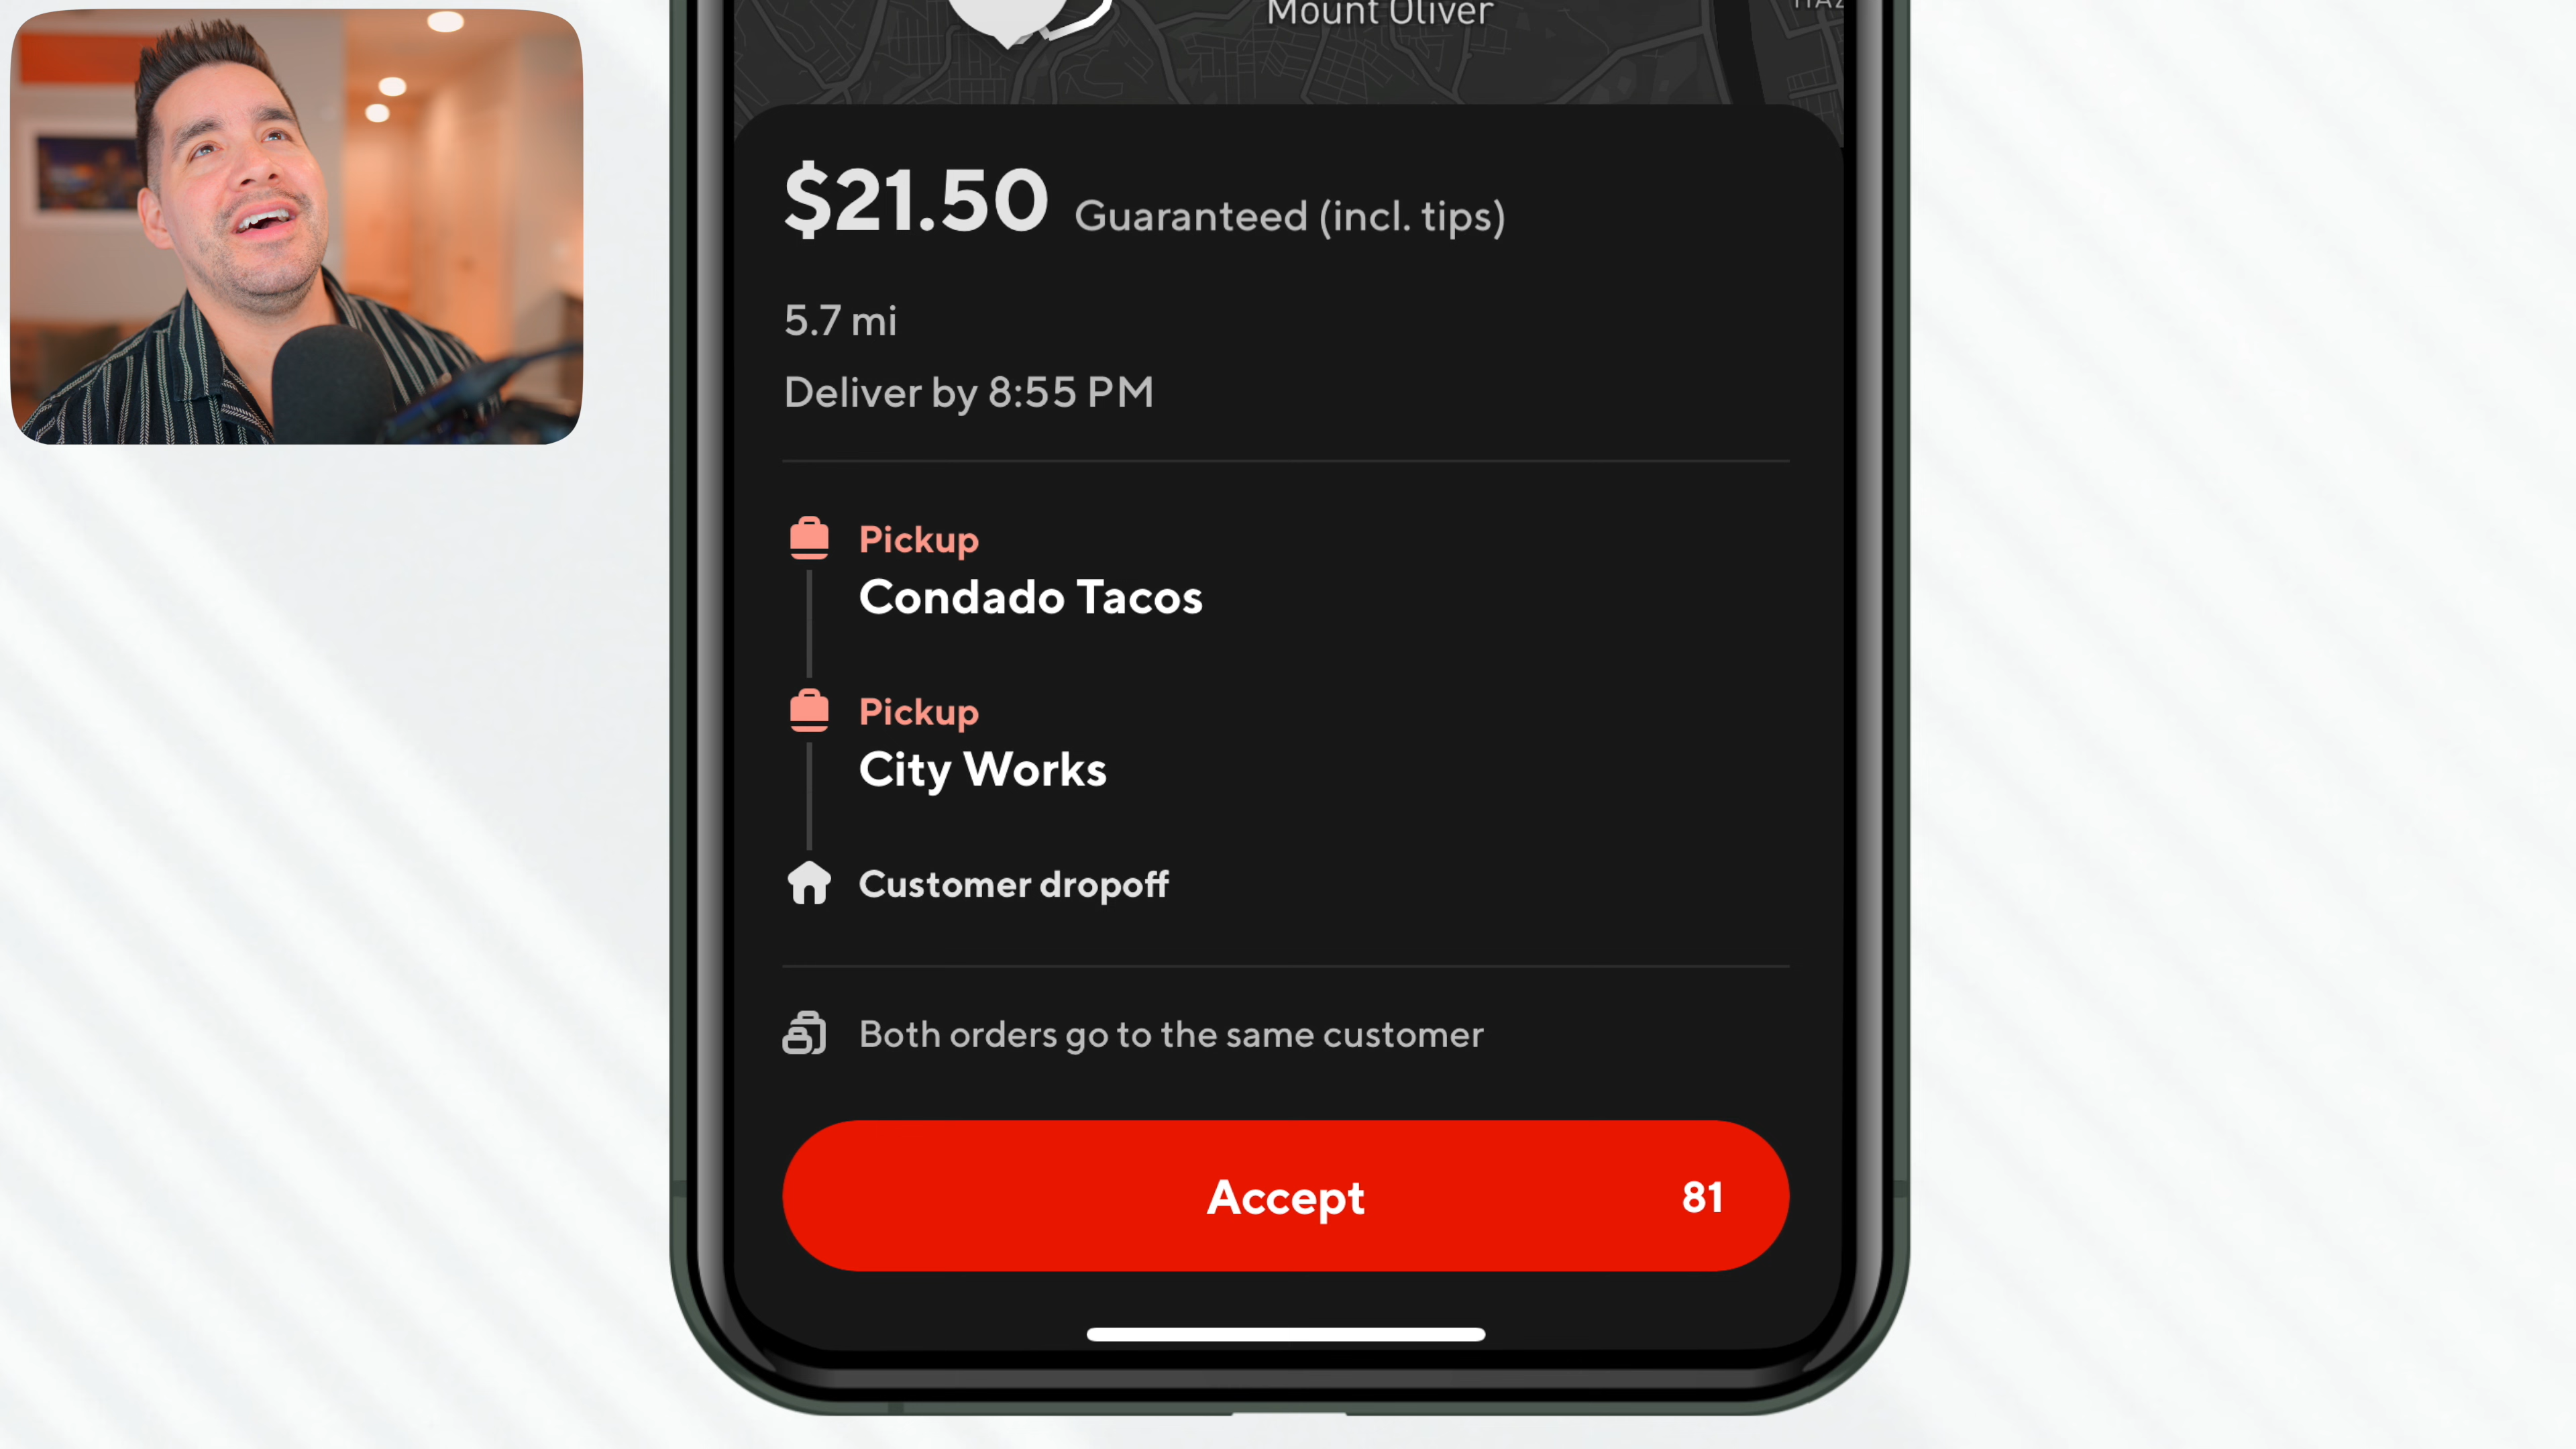 Mount Oliver
$21.50 Guaranteed (incl. tips)
5.7 mi
Deliver by 8:55 PM
Pickup
Condado Tacos
Pickup
City Works
Customer dropoff
Both orders go to the same customer
Accept 81